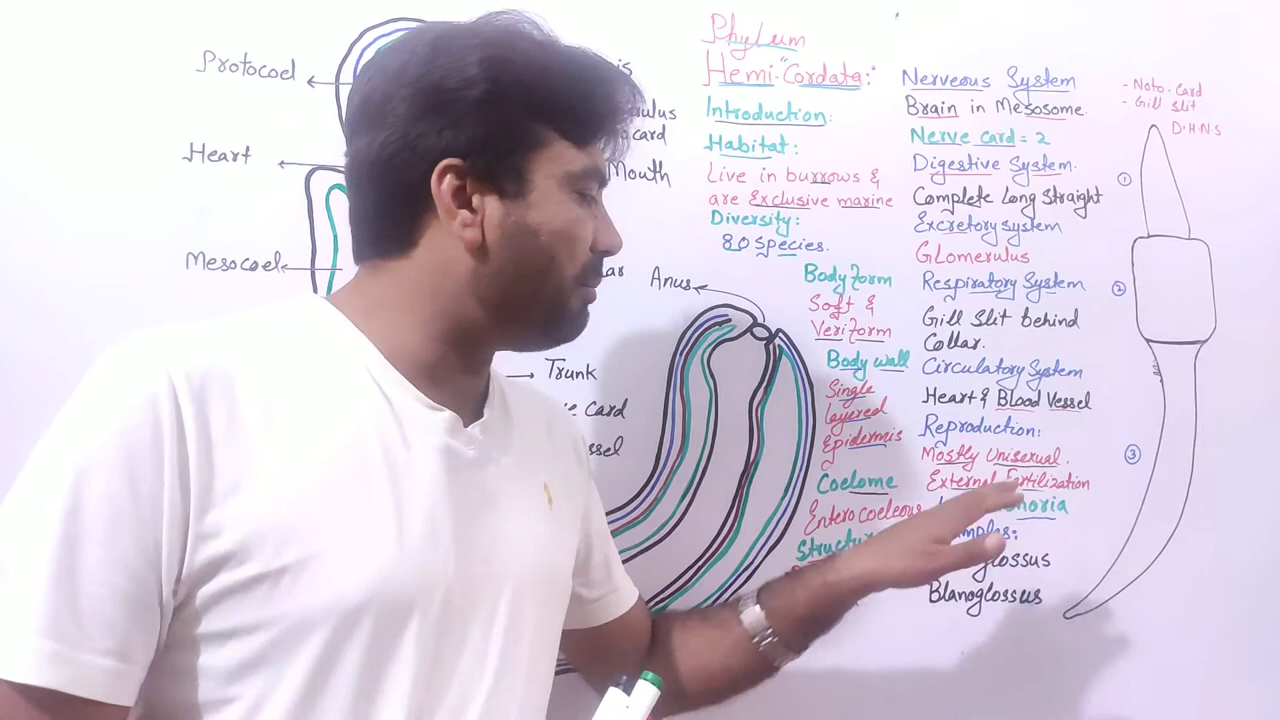 Protocoel
Heart
Mesocoel
Mouth
Trunk
Anus
Phylum
Hemi-"Cordata:"
Introduction:
Habitat:
Live in burrows &
are Exclusive marine
Diversity:
80 species.
Body form
Soft &
Veriform
Body wall
Single
layered
Epidermis
Coelome
Enterocoeleous
Nerveous System
Brain in Mesosome.
Nerve card = 2
Digestive System.
Complete Long Straight
Excretory system
GLomerulus
Respiratory System
Gill Slit behind
Collar.
Circulatory System
Heart & Blood Vessel
Reproduction:
Mostly Unisexual.
External Fertilization
Blanoglossus
- Noto. Card
- Gill slit
D.H.N.s
1
2
3